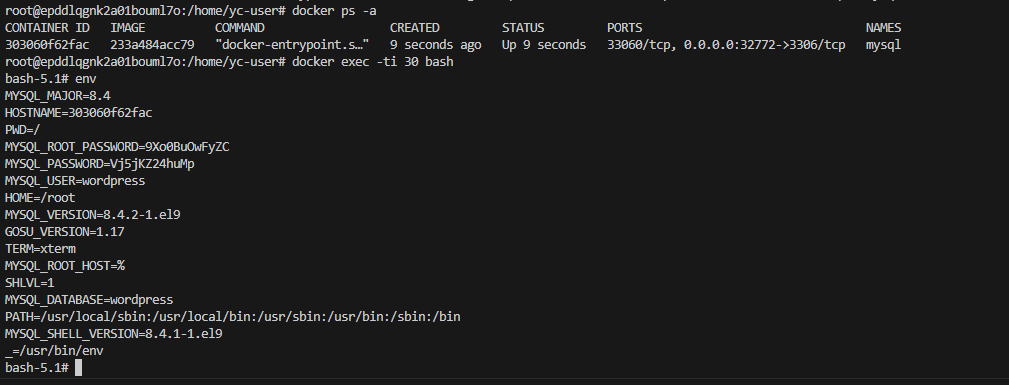 root@epddlqgnk2a01bouml7o:/home/yc-user# docker ps -a
CONTAINER ID   IMAGE          COMMAND                  CREATED         STATUS         PORTS                                NAMES
303060f62fac   233a484acc79   "docker-entrypoint.s…"   9 seconds ago   Up 9 seconds   33060/tcp, 0.0.0.0:32772->3306/tcp   mysql
root@epddlqgnk2a01bouml7o:/home/yc-user# docker exec -ti 30 bash
bash-5.1# env
MYSQL_MAJOR=8.4
HOSTNAME=303060f62fac
PWD=/
MYSQL_ROOT_PASSWORD=9Xo0BuOwFyZC
MYSQL_PASSWORD=Vj5jKZ24huMp
MYSQL_USER=wordpress
HOME=/root
MYSQL_VERSION=8.4.2-1.el9
GOSU_VERSION=1.17
TERM=xterm
MYSQL_ROOT_HOST=%
SHLVL=1
MYSQL_DATABASE=wordpress
PATH=/usr/local/sbin:/usr/local/bin:/usr/sbin:/usr/bin:/sbin:/bin
MYSQL_SHELL_VERSION=8.4.1-1.el9
_=/usr/bin/env
bash-5.1#